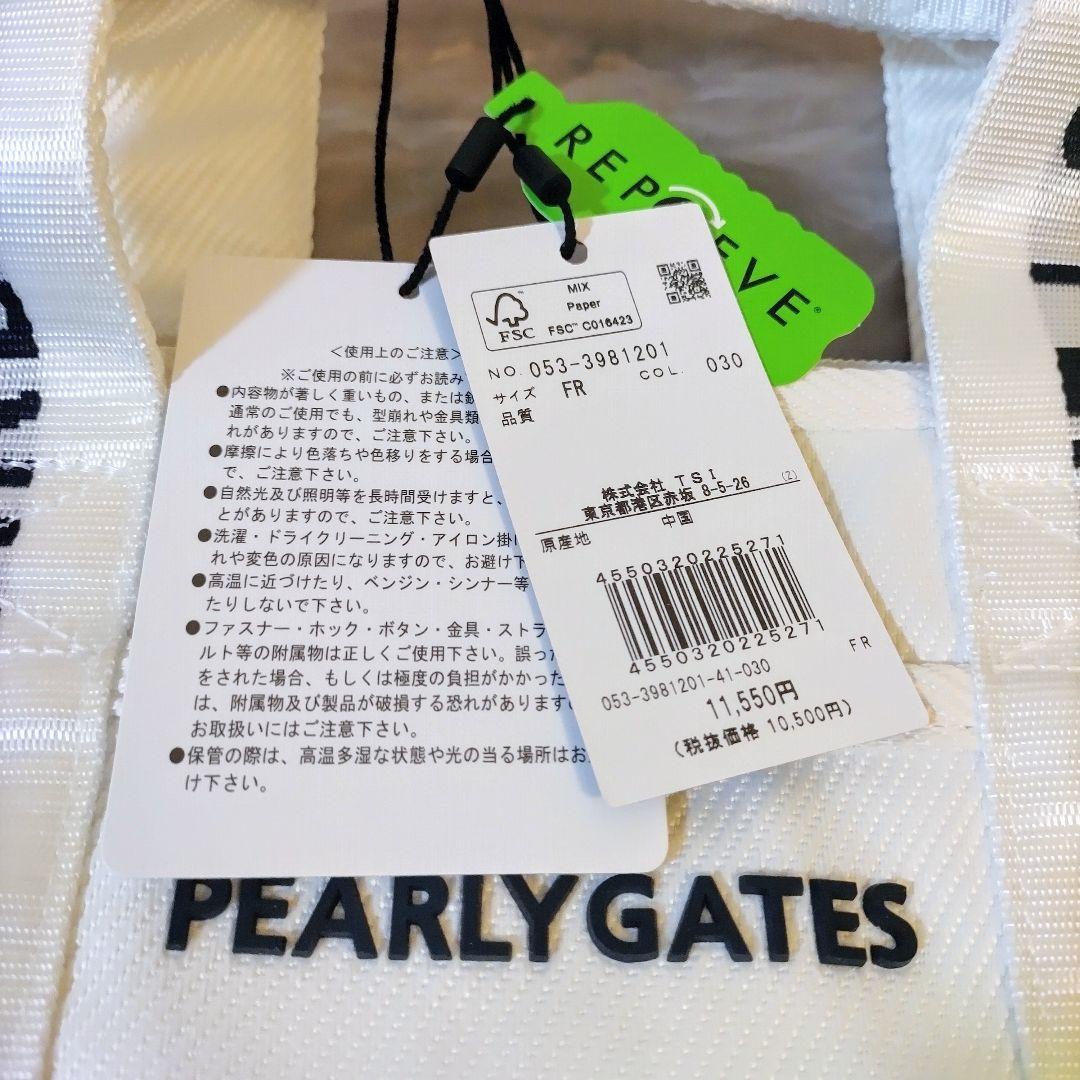 REPREVE®
MIX
Paper
FSC™ C016423
FSC
NO. 053-3981201 COL. 030
サイズ FR
品質
株式会社 TSI
東京都港区赤坂 8-5-26 (Z)
原産地 中国
4550320225271
4550320225271
053-3981201-41-030 FR
11,550円
(税抜価格 10,500円)
<使用上のご注意>
※ご使用の前に必ずお読み
●内容物が著しく重いもの、または
通常のご使用でも、型崩れや金具類
れがありますので、ご注意下さい。
●摩擦により色落ちや色移りをする場合
で、ご注意下さい。
●自然光及び照明等を長時間受けますと、
とがありますので、ご注意下さい。
●洗濯・ドライクリーニング・アイロン掛け
れや変色の原因になりますので、お避け下
●高温に近づけたり、ベンジン・シンナー等
たりしないで下さい。
●ファスナー・ホック・ボタン・金具・ストラ
ルト等の附属物は正しくご使用下さい。誤った
をされた場合、もしくは極度の負担がかかった
は、附属物及び製品が破損する恐れがありますの
お取扱いにはご注意下さい。
●保管の際は、高温多湿な状態や光の当る場所はお
け下さい。
PEARLY GATES